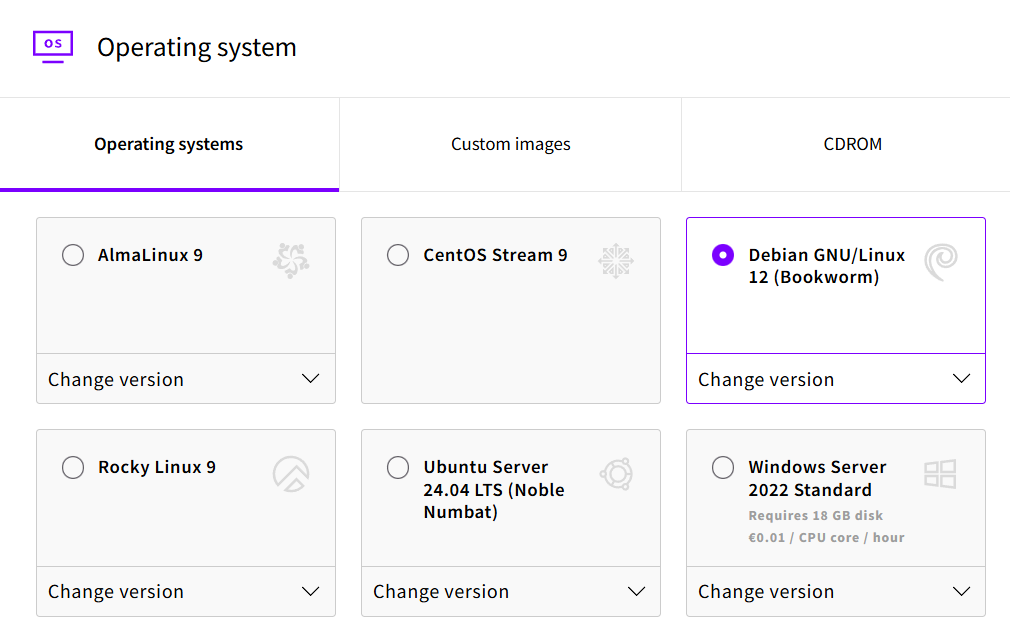 OS
Operating system
Operating systems
Custom images
CDROM
AlmaLinux 9
Change version
CentOS Stream 9
Debian GNU/Linux
12 (Bookworm)
Change version
Rocky Linux 9
Change version
Ubuntu Server
24.04 LTS (Noble
Numbat)
Change version
Windows Server
2022 Standard
Requires 18 GB disk
€0.01 / CPU core / hour
Change version